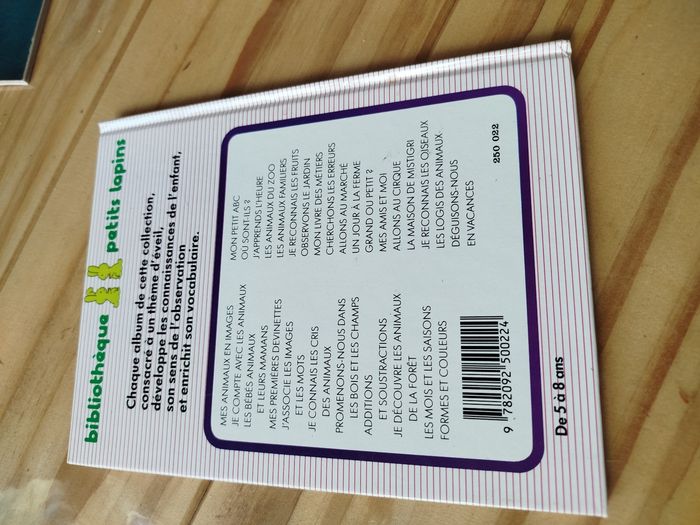 bibliothèque petits lapins
Chaque album de cette collection,
consacré à un thème d'éveil,
développe les connaissances de l'enfant,
son sens de l'observation
et enrichit son vocabulaire.
MES ANIMAUX EN IMAGES
JE COMPTE AVEC LES ANIMAUX
LES BÉBÉS ANIMAUX
ET LEURS MAMANS
MES PREMIÈRES DEVINETTES
J'ASSOCIE LES IMAGES
ET LES MOTS
JE CONNAIS LES CRIS
DES ANIMAUX
PROMENONS-NOUS DANS
LES BOIS ET LES CHAMPS
ADDITIONS
ET SOUSTRACTIONS
JE DÉCOUVRE LES ANIMAUX
DE LA FORÊT
LES MOIS ET LES SAISONS
FORMES ET COULEURS
MON PETIT ABC
OÙ SONT-ILS ?
J'APPRENDS L'HEURE
LES ANIMAUX DU ZOO
LES ANIMAUX FAMILIERS
JE RECONNAIS LES FRUITS
OBSERVONS LE JARDIN
MON LIVRE DES MÉTIERS
CHERCHONS LES ERREURS
ALLONS AU MARCHÉ
UN JOUR À LA FERME
GRAND OU PETIT ?
MES AMIS ET MOI
ALLONS AU CIRQUE
LA MAISON DE MISTIGRI
JE RECONNAIS LES OISEAUX
LES LOGIS DES ANIMAUX
DÉGUISONS-NOUS
EN VACANCES
250 022
9 782092 500224
De 5 à 8 ans